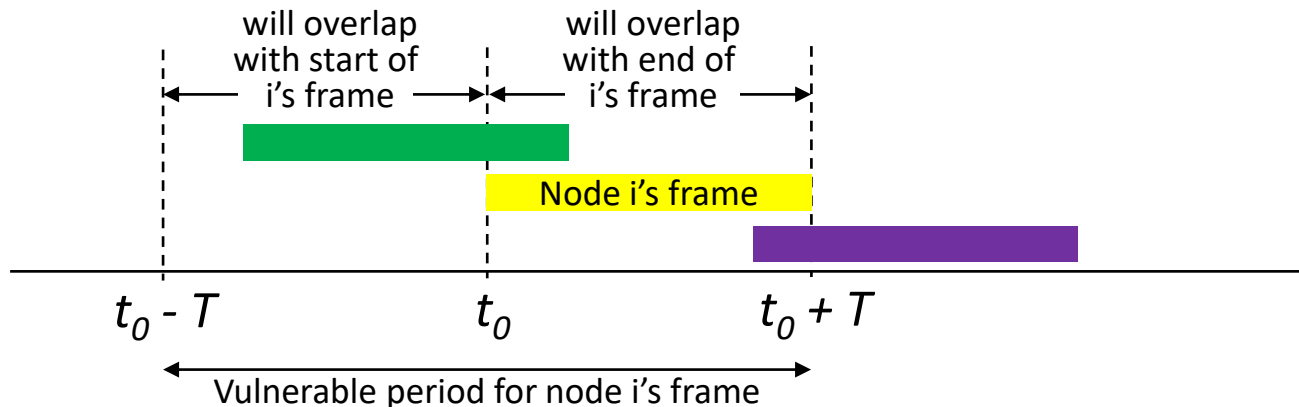 will overlap
with start of
i's frame
will overlap
with end of
i's frame
Node i's frame
t0 - T
t0
t0 + T
Vulnerable period for node i's frame